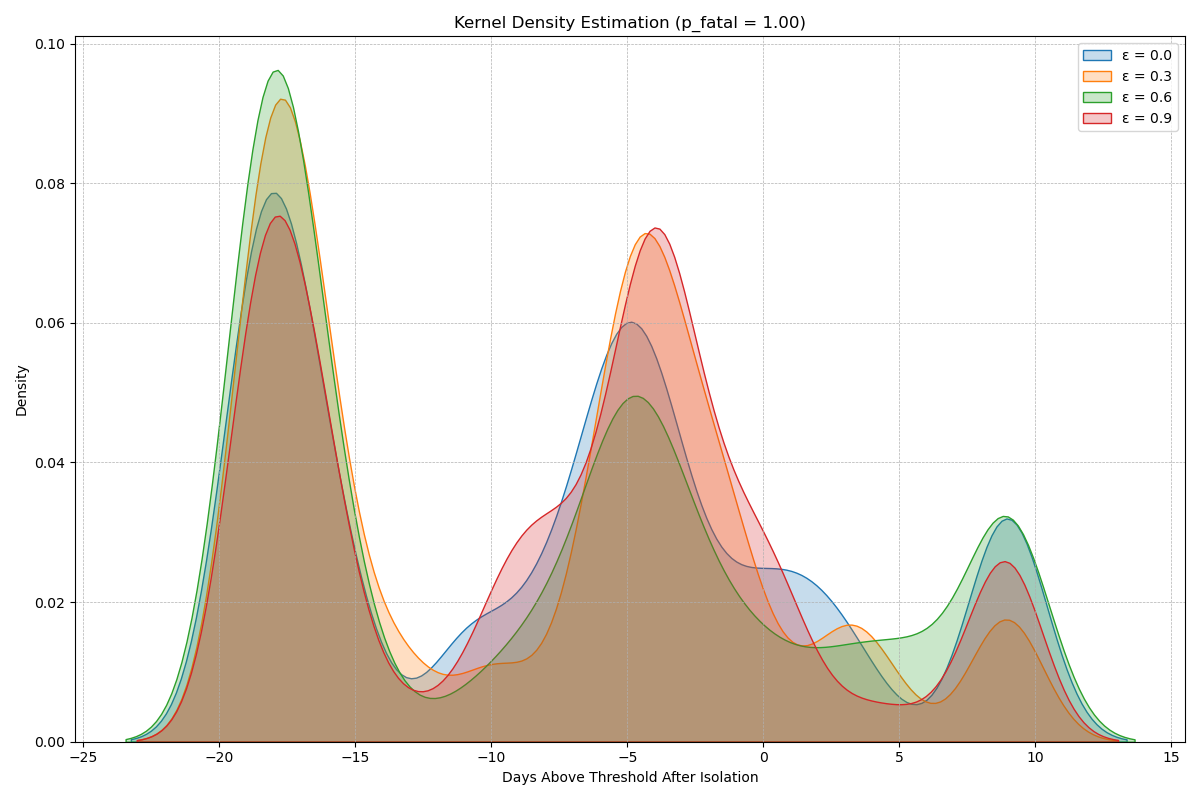 Kernel Density Estimation (p_fatal = 1.00)
ε = 0.0
ε = 0.3
ε = 0.6
ε = 0.9
0.10
0.08
0.06
0.04
0.02
0.00
Density
−25 −20 −15 −10 −5 0 5 10 15
Days Above Threshold After Isolation